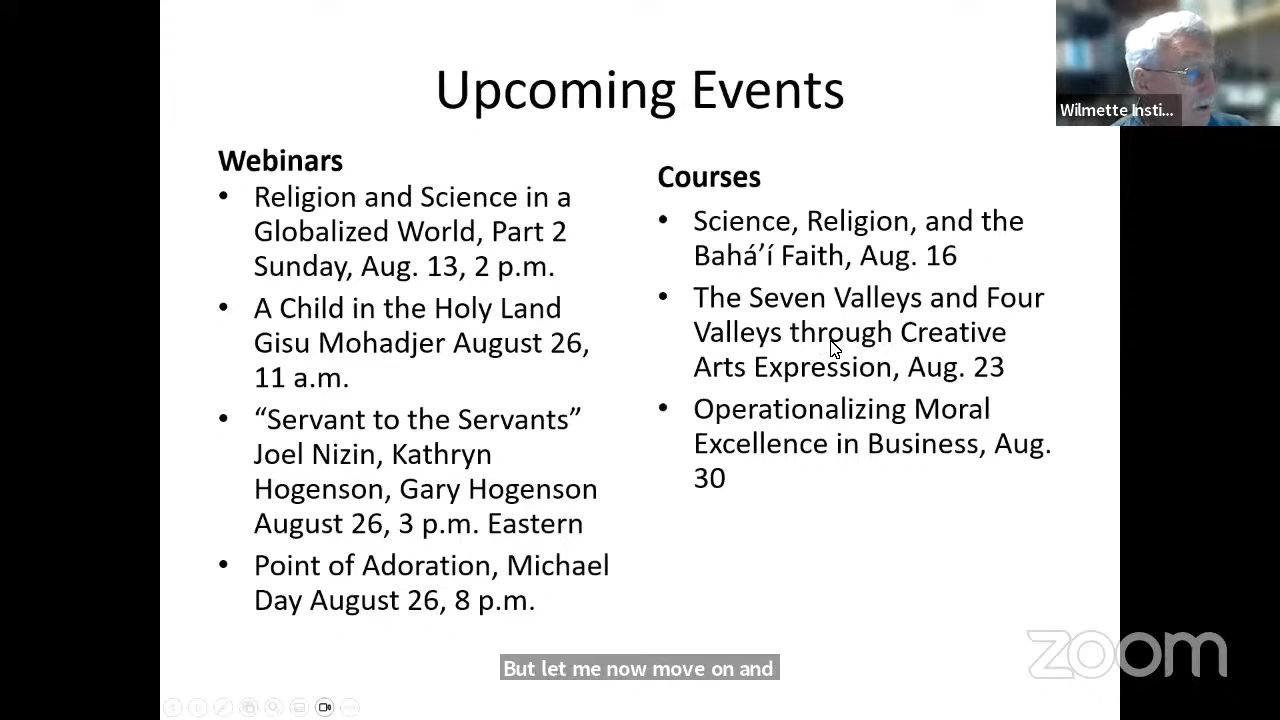 Upcoming Events
Webinars
• Religion and Science in a
Globalized World, Part 2
Sunday, Aug. 13, 2 p.m.
• A Child in the Holy Land
Gisu Mohadjer August 26,
11 a.m.
• “Servant to the Servants”
Joel Nizin, Kathryn
Hogenson, Gary Hogenson
August 26, 3 p.m. Eastern
• Point of Adoration, Michael
Day August 26, 8 p.m.
Courses
• Science, Religion, and the
Bahá’í Faith, Aug. 16
• The Seven Valleys and Four
Valleys through Creative
Arts Expression, Aug. 23
• Operationalizing Moral
Excellence in Business, Aug.
30
Wilmette Insti...
But let me now move on and
zoom